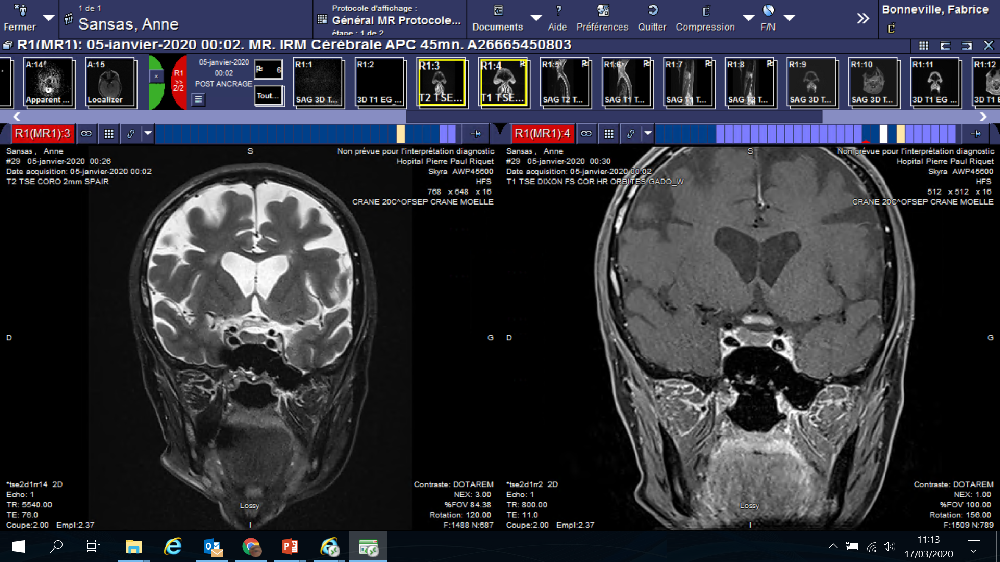 Fermer
1 de 1
Sansas, Anne
Protocole d'affichage :
Général MR Protocole...
étape : 1 de 2
Documents
Aide
Préférences
Quitter
Compression
F/N
Bonneville, Fabrice
R1(MR1): 05-janvier-2020 00:02, MR, IRM Cérébrale APC 45mn, A26665450803
A:14
Apparent ...
A:15
Localizer
x
R1
>>
2/2
05-janvier-2020
00:02
POST ANCRAGE
6
Tout...
R1:1
SAG 3D T...
R1:2
3D T1 EG_...
R1:3
T2 TSE...
R1:4
T1 TSE...
R1:5
SAG T2 T...
R1:6
SAG T1 T...
R1:7
SAG T1 T...
R1:8
SAG T2 T...
R1:9
SAG 3D T...
R1:10
SAG 3D T...
R1:11
3D T1 EG ...
R1:12
3D T1 E
R1(MR1):3
R1(MR1):4
Sansas , Anne
#29 05-janvier-2020 00:26
Date acquisition: 05-janvier-2020 00:02
T2 TSE CORO 2mm SPAIR
S
Non prévue pour l'interprétation diagnostic
Hopital Pierre Paul Riquet
Skyra AWP45600
HFS
768 x 648 x 16
CRANE 20C^OFSEP CRANE MOELLE
D
G
*tse2d1rr14 2D
Echo: 1
TR: 5540.00
TE: 76.0
Coupe:2.00 Empl:2.37
Lossy
I
Contraste: DOTAREM
NEX: 3.00
%FOV 84.38
Rotation: 120.00
F:1488 N:687
Sansas , Anne
#29 05-janvier-2020 00:30
Date acquisition: 05-janvier-2020 00:02
T1 TSE DIXON FS COR HR ORBITES GADO_W
S
Non prévue pour l'interprétation diagnostic
Hopital Pierre Paul Riquet
Skyra AWP45600
HFS
512 x 512 x 16
CRANE 20C^OFSEP CRANE MOELLE
D
G
*tse2d1rr2 2D
Echo: 1
TR: 800.00
TE: 11.0
Coupe:2.00 Empl:2.37
Lossy
I
Contraste: DOTAREM
NEX: 1.00
%FOV 100.00
Rotation: 156.00
F:1509 N:789
11:13
17/03/2020